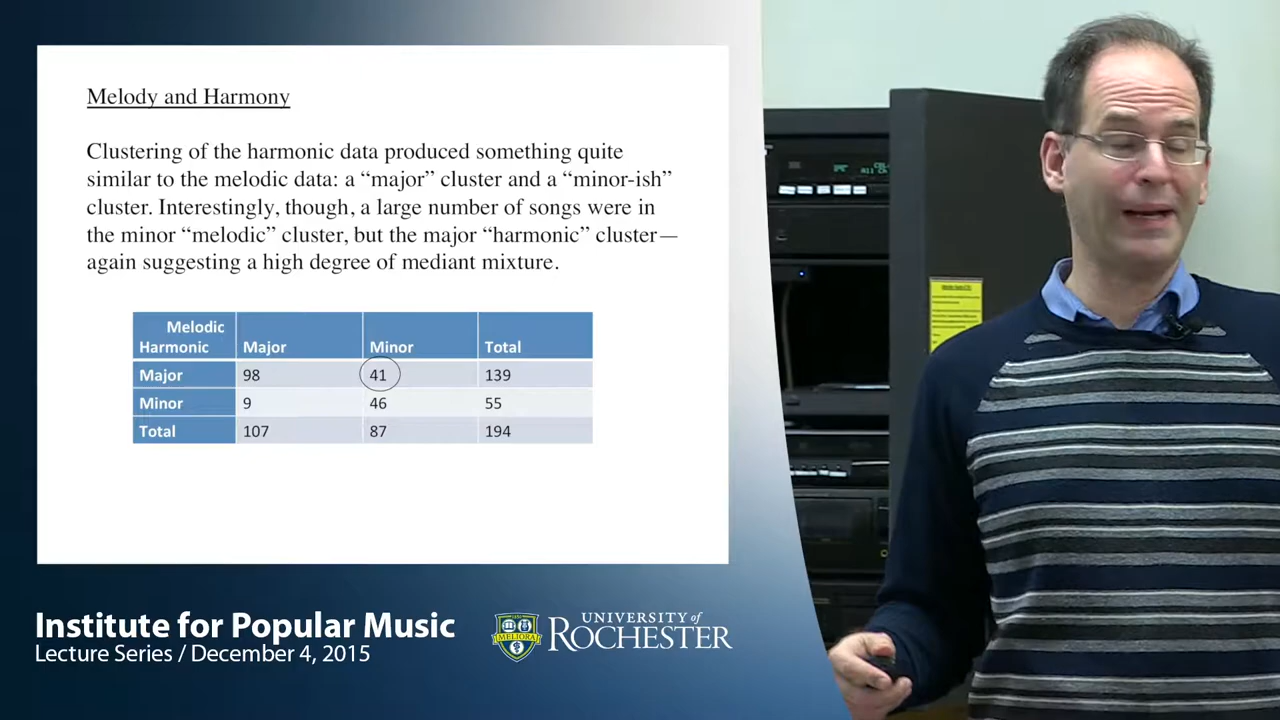 Melody and Harmony
Clustering of the harmonic data produced something quite
similar to the melodic data: a “major” cluster and a “minor-ish”
cluster. Interestingly, though, a large number of songs were in
the minor “melodic” cluster, but the major “harmonic” cluster—
again suggesting a high degree of mediant mixture.
Melodic
Harmonic Major Minor Total
Major 98 41 139
Minor 9 46 55
Total 107 87 194
Institute for Popular Music
Lecture Series / December 4, 2015
MELIORA
UNIVERSITY of
ROCHESTER